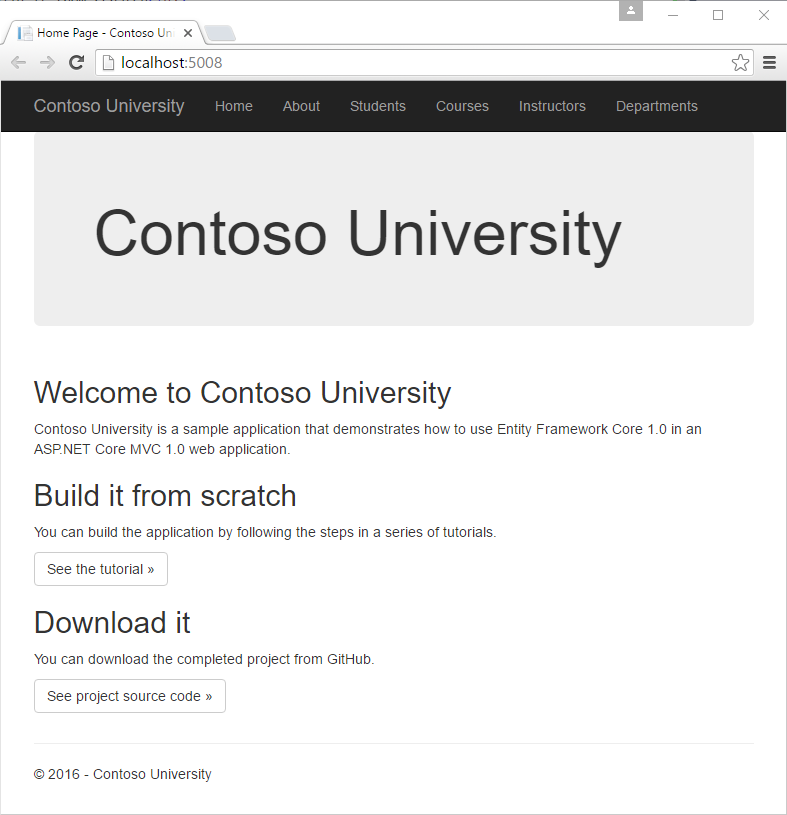 Home Page - Contoso Un
localhost:5008
Contoso University Home About Students Courses Instructors Departments
Contoso University
Welcome to Contoso University
Contoso University is a sample application that demonstrates how to use Entity Framework Core 1.0 in an
ASP.NET Core MVC 1.0 web application.
Build it from scratch
You can build the application by following the steps in a series of tutorials.
See the tutorial »
Download it
You can download the completed project from GitHub.
See project source code »
© 2016 - Contoso University